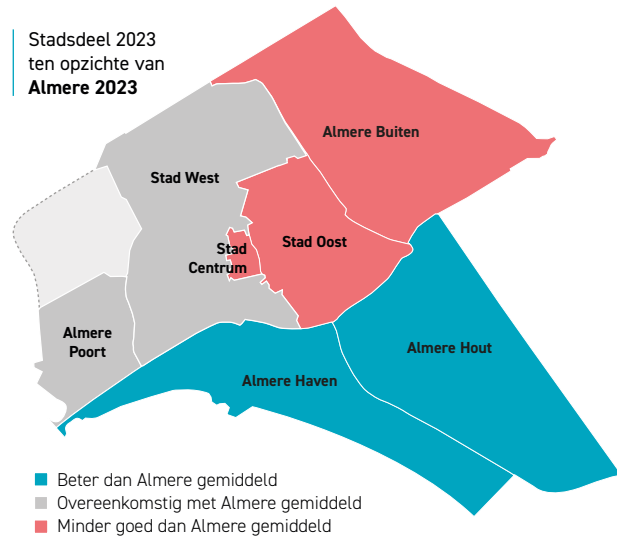 Stadsdeel 2023
ten opzichte van
Almere 2023
Almere Buiten
Stad West
Stad Oost
Stad
Centrum
Almere
Poort
Almere Hout
Almere Haven
Beter dan Almere gemiddeld
Overeenkomstig met Almere gemiddeld
Minder goed dan Almere gemiddeld